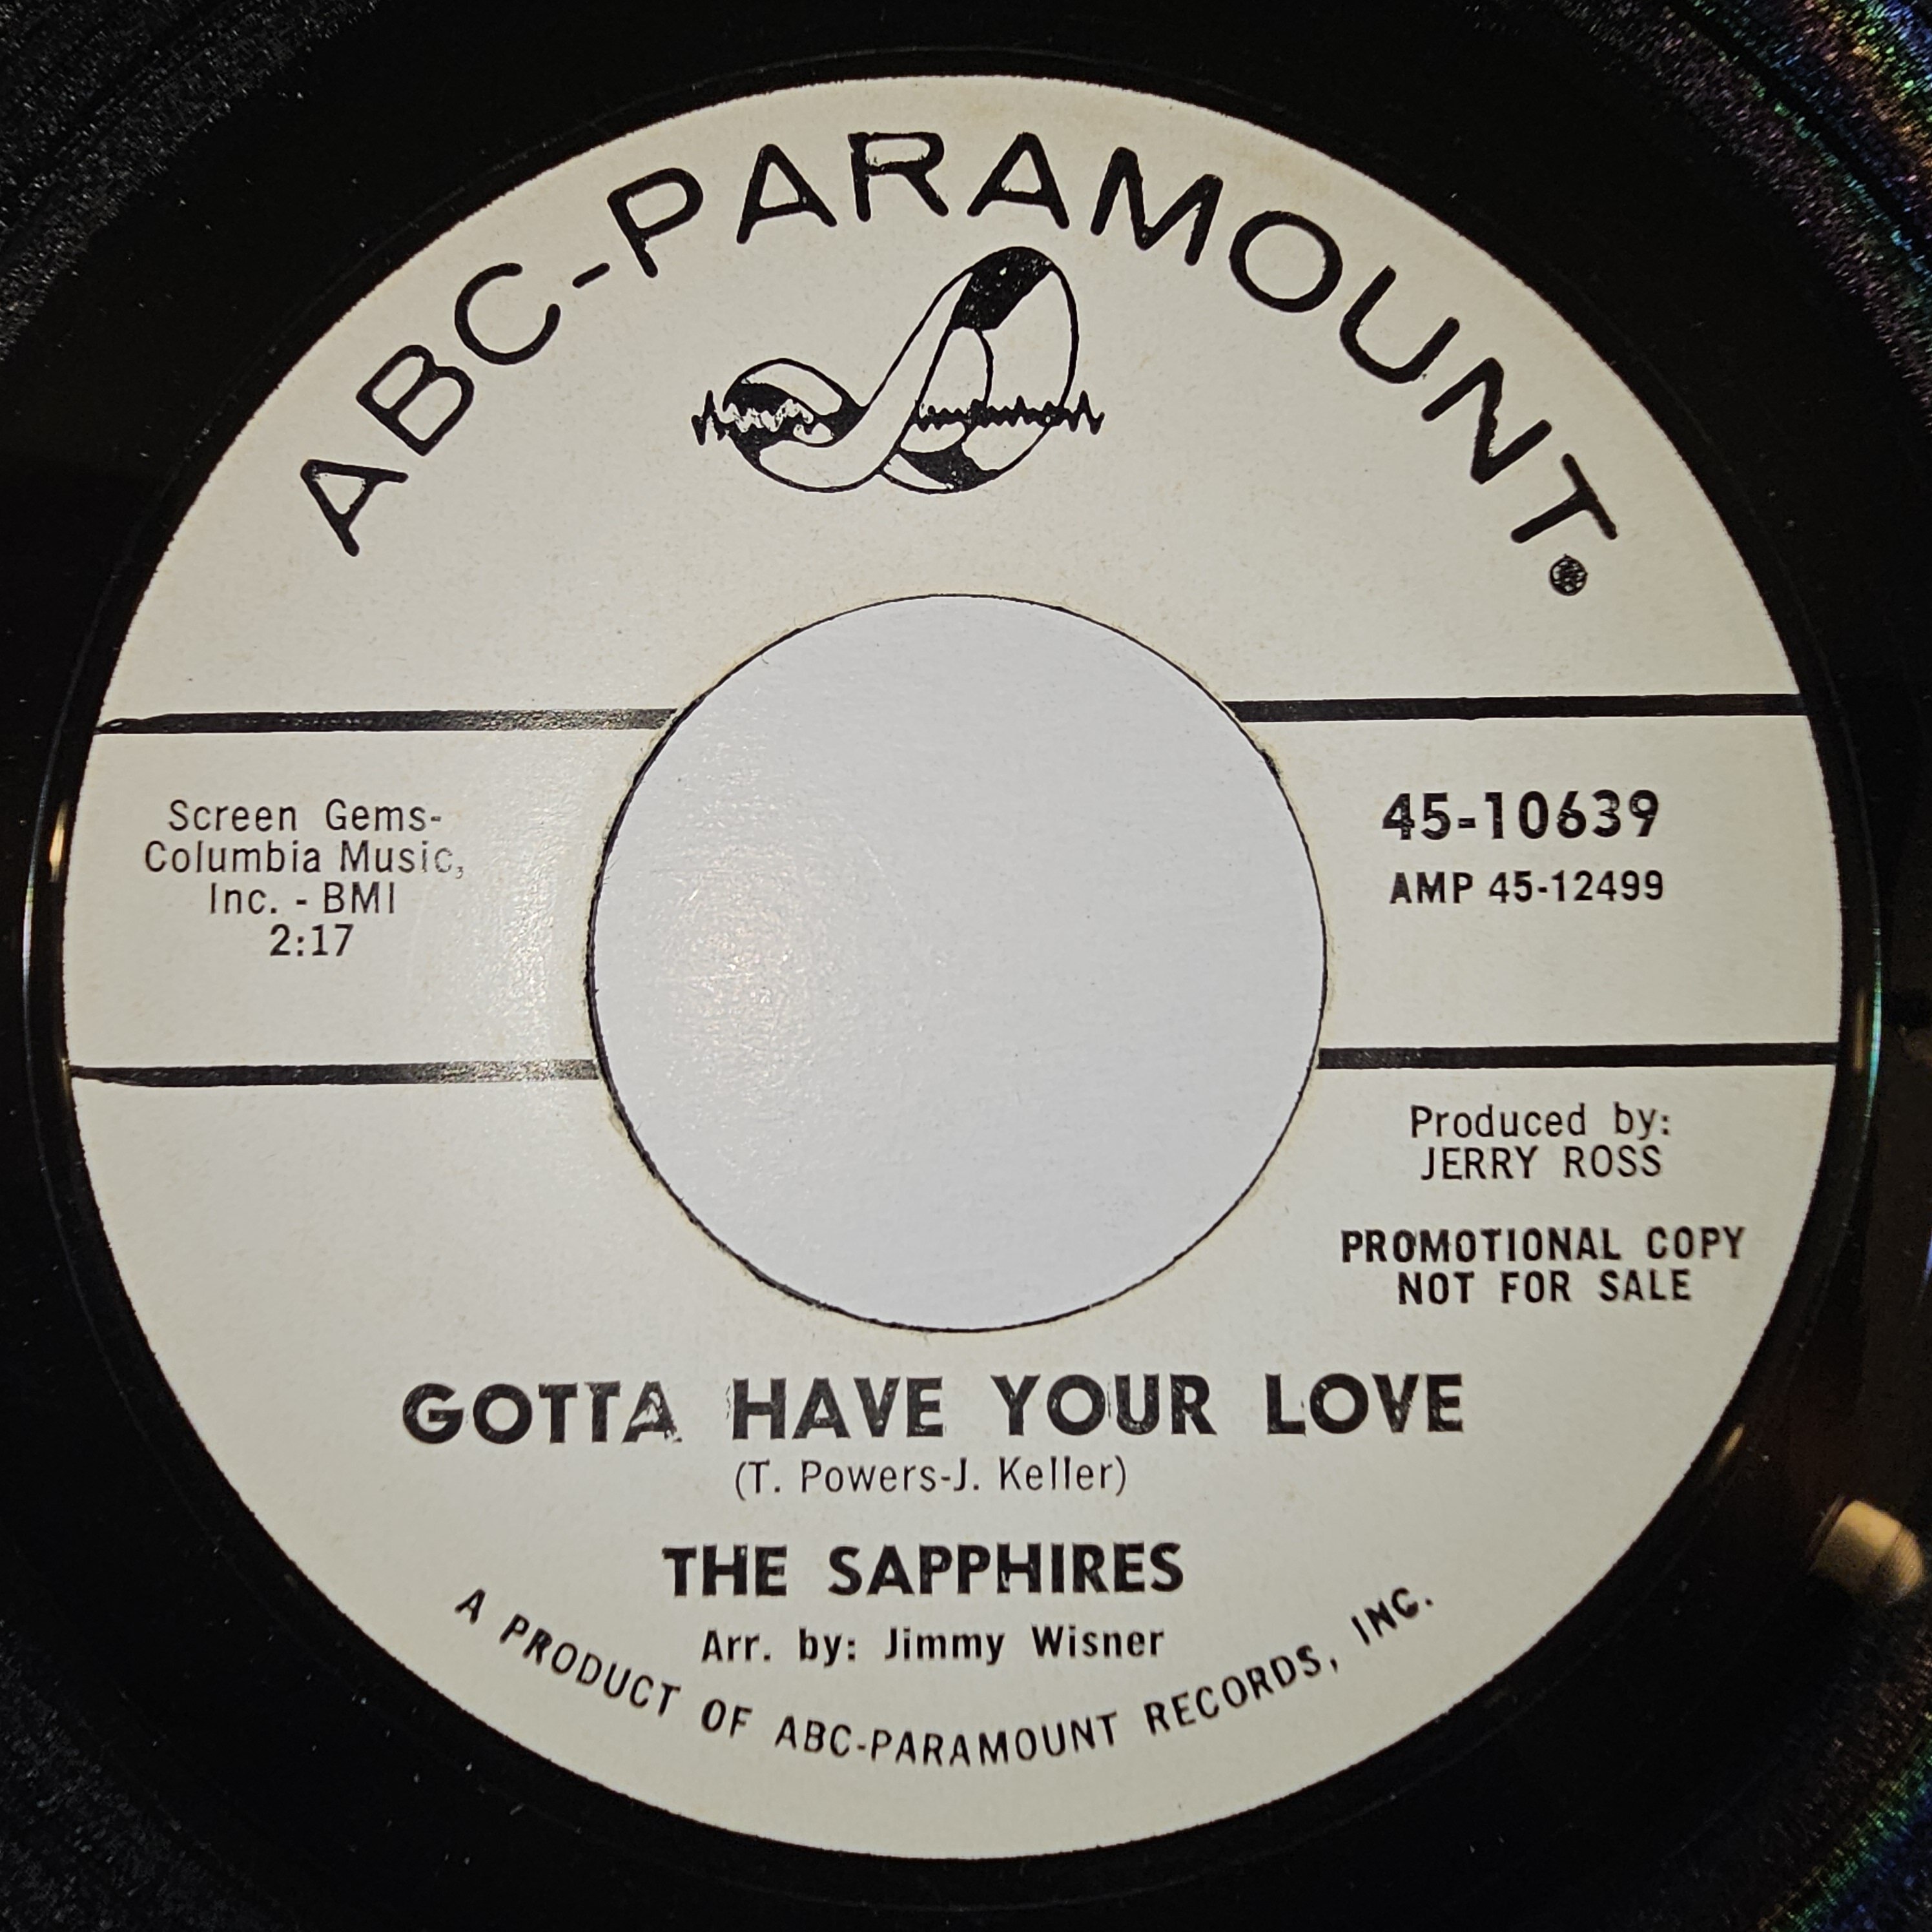 ABC-PARAMOUNT®
Screen Gems-
Columbia Music,
Inc. - BMI
2:17
45-10639
AMP 45-12499
Produced by:
JERRY ROSS
PROMOTIONAL COPY
NOT FOR SALE
GOTTA HAVE YOUR LOVE
(T. Powers-J. Keller)
THE SAPPHIRES
Arr. by: Jimmy Wisner
A PRODUCT OF ABC-PARAMOUNT RECORDS, INC.